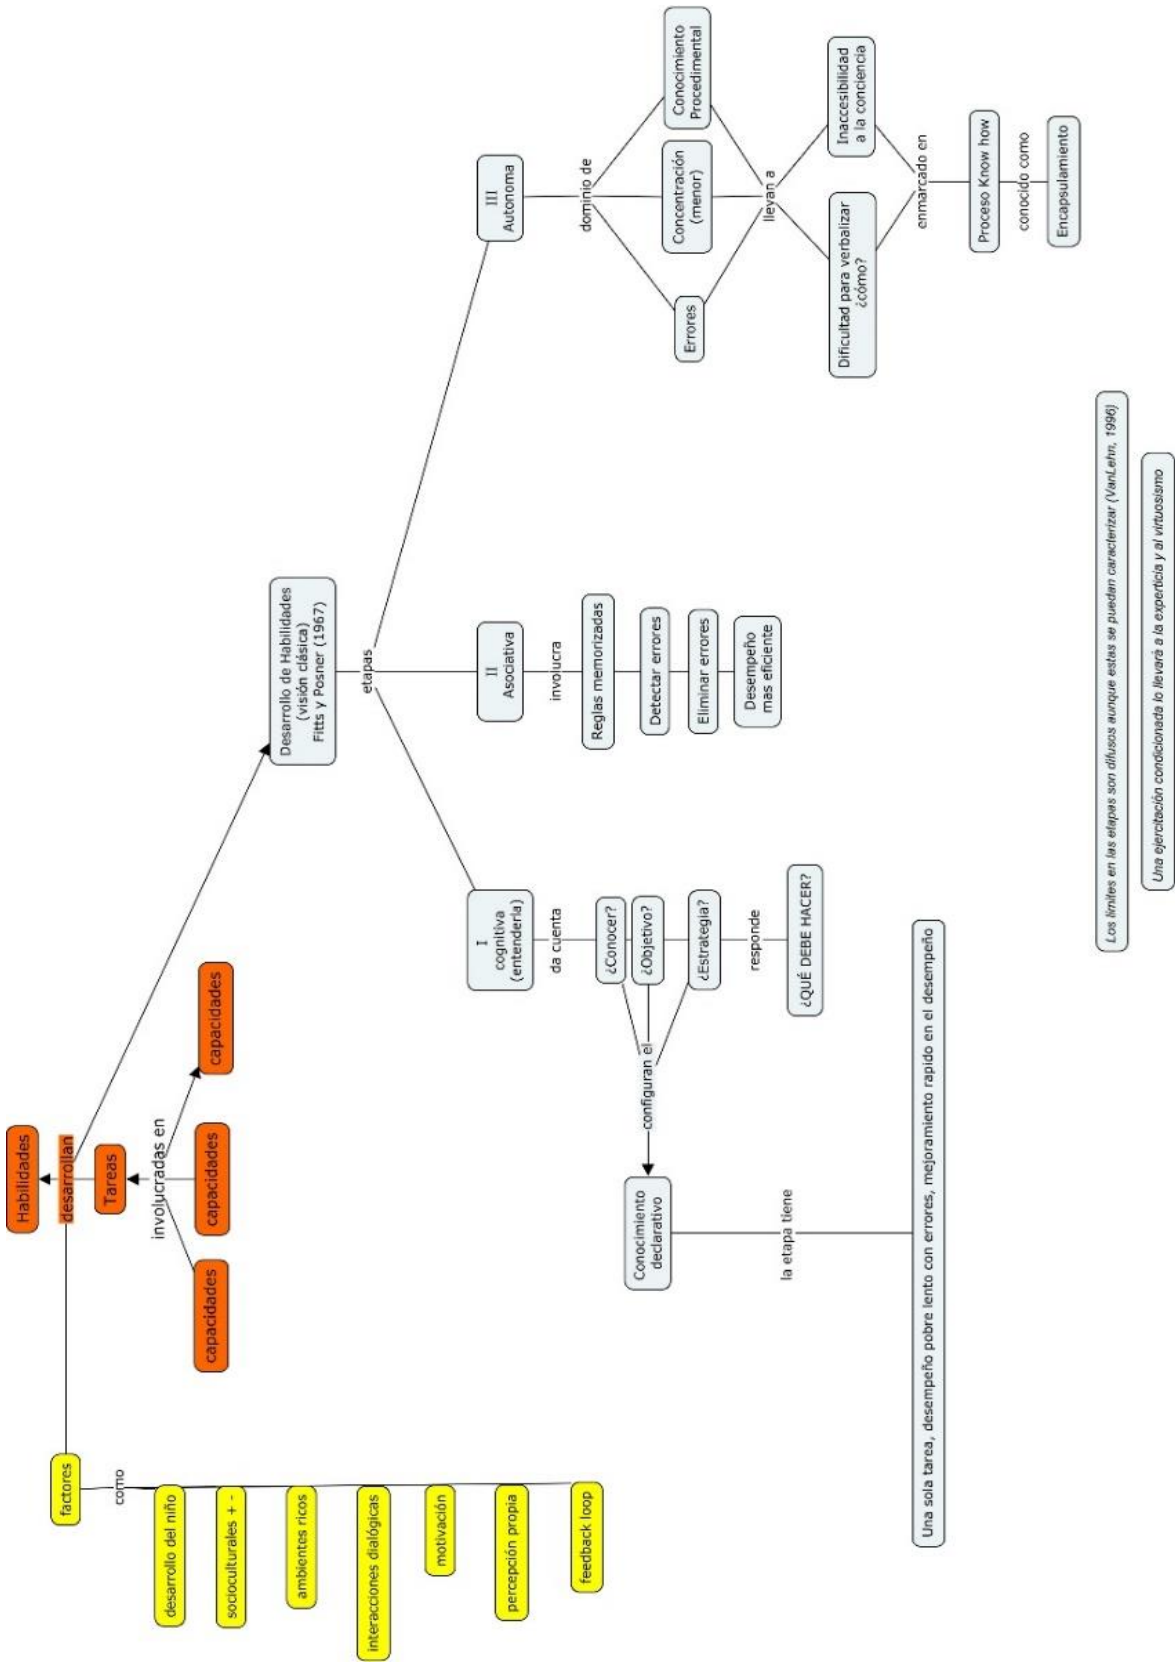 Habilidades
desarrollan
Tareas
involucradas en
capacidades
capacidades
capacidades
factores
como
desarrollo del niño
socioculturales + -
ambientes ricos
interacciones dialógicas
motivación
percepción propia
feedback loop
Desarrollo de Habilidades
(visión clásica)
Fitts y Posner (1967)
etapas
I
cognitiva
(entenderla)
da cuenta
¿Conocer?
¿Objetivo?
¿Estrategia?
responde
¿QUÉ DEBE HACER?
configuran el
Conocimiento
declarativo
la etapa tiene
Una sola tarea, desempeño pobre lento con errores, mejoramiento rapido en el desempeño
II
Asociativa
involucra
Reglas memorizadas
Detectar errores
Eliminar errores
Desempeño
mas eficiente
III
Autonoma
dominio de
Errores
Concentración
(menor)
Conocimiento
Procedimental
llevan a
Dificultad para verbalizar
¿cómo?
Inaccesibilidad
a la conciencia
enmarcado en
Proceso Know how
conocido como
Encapsulamiento
Los limites en las etapas son difusos aunque estas se puedan caracterizar (VanLehn, 1996)
Una ejercitación condicionada lo llevará a la experticia y al virtuosismo